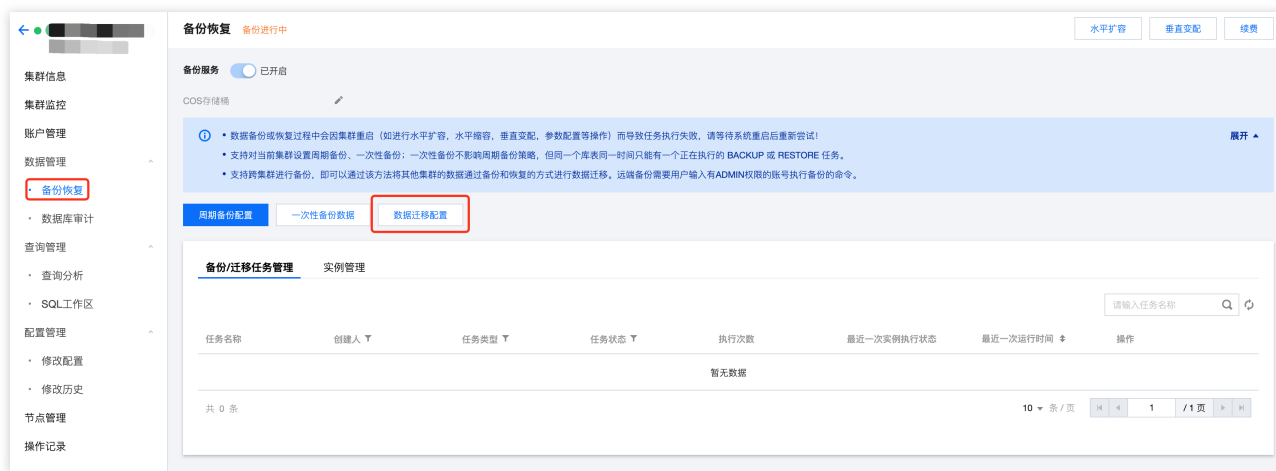 备份恢复 备份进行中 水平扩容 垂直变配 续费
集群信息
集群监控
账户管理
数据管理
· 备份恢复
· 数据库审计
查询管理
· 查询分析
· SQL工作区
配置管理
· 修改配置
· 修改历史
节点管理
操作记录
备份服务 已开启
COS存储桶
• 数据备份或恢复过程中会因集群重启（如进行水平扩容，水平缩容，垂直变配，参数配置等操作）而导致任务执行失败，请等待系统重启后重新尝试！ 展开
• 支持对当前集群设置周期备份、一次性备份；一次性备份不影响周期备份策略，但同一个库表同一时间只能有一个正在执行的 BACKUP 或 RESTORE 任务。
• 支持跨集群进行备份，即可以通过该方法将其他集群的数据通过备份和恢复的方式进行数据迁移。远端备份需要用户输入有ADMIN权限的账号执行备份的命令。
周期备份配置 一次性备份数据 数据迁移配置
备份/迁移任务管理 实例管理
请输入任务名称
任务名称 创建人 任务类型 任务状态 执行次数 最近一次实例执行状态 最近一次运行时间 操作
暂无数据
共 0 条 10 条 / 页 1 / 1 页